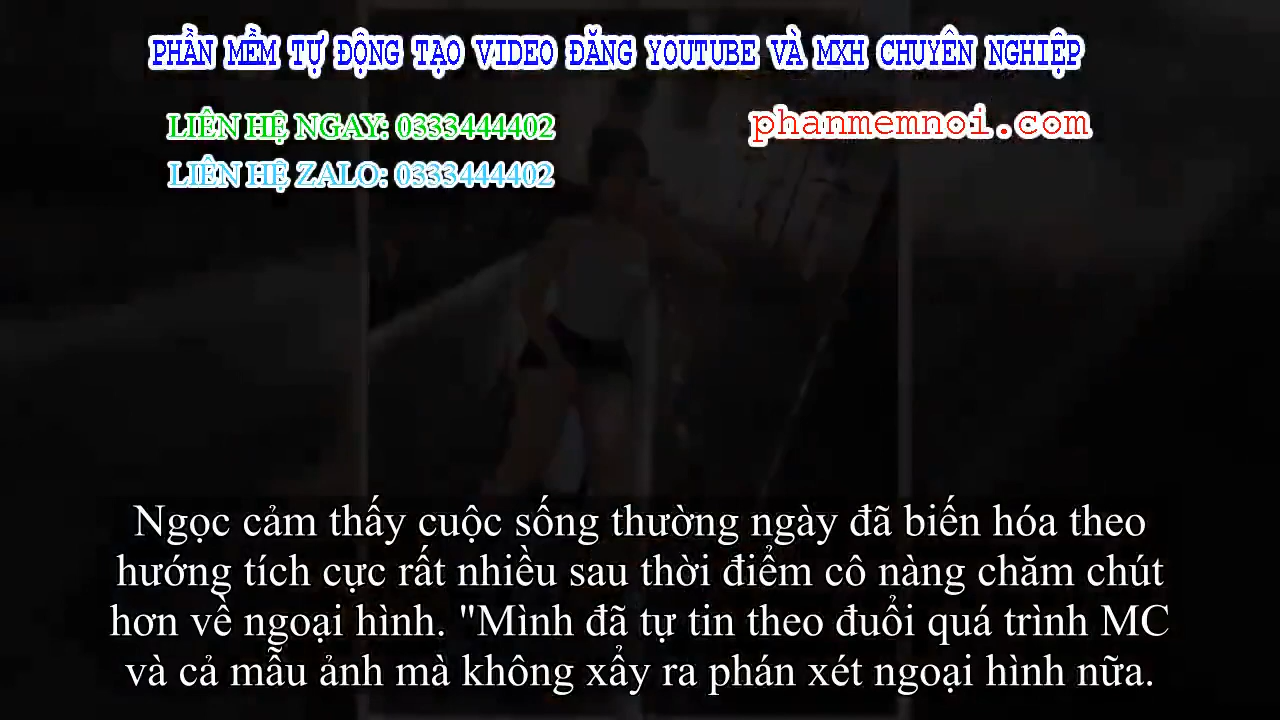 PHẦN MỀM TỰ ĐỘNG TẠO VIDEO ĐĂNG YOUTUBE VÀ MXH CHUYÊN NGHIỆP
LIÊN HỆ NGAY: 0333444402
phanmemnoi.com
LIÊN HỆ ZALO: 0333444402
Ngọc cảm thấy cuộc sống thường ngày đã biến hóa theo
hướng tích cực rất nhiều sau thời điểm cô nàng chăm chút
hơn về ngoại hình. "Mình đã tự tin theo đuổi quá trình MC
và cả mẫu ảnh mà không xẩy ra phán xét ngoại hình nữa.